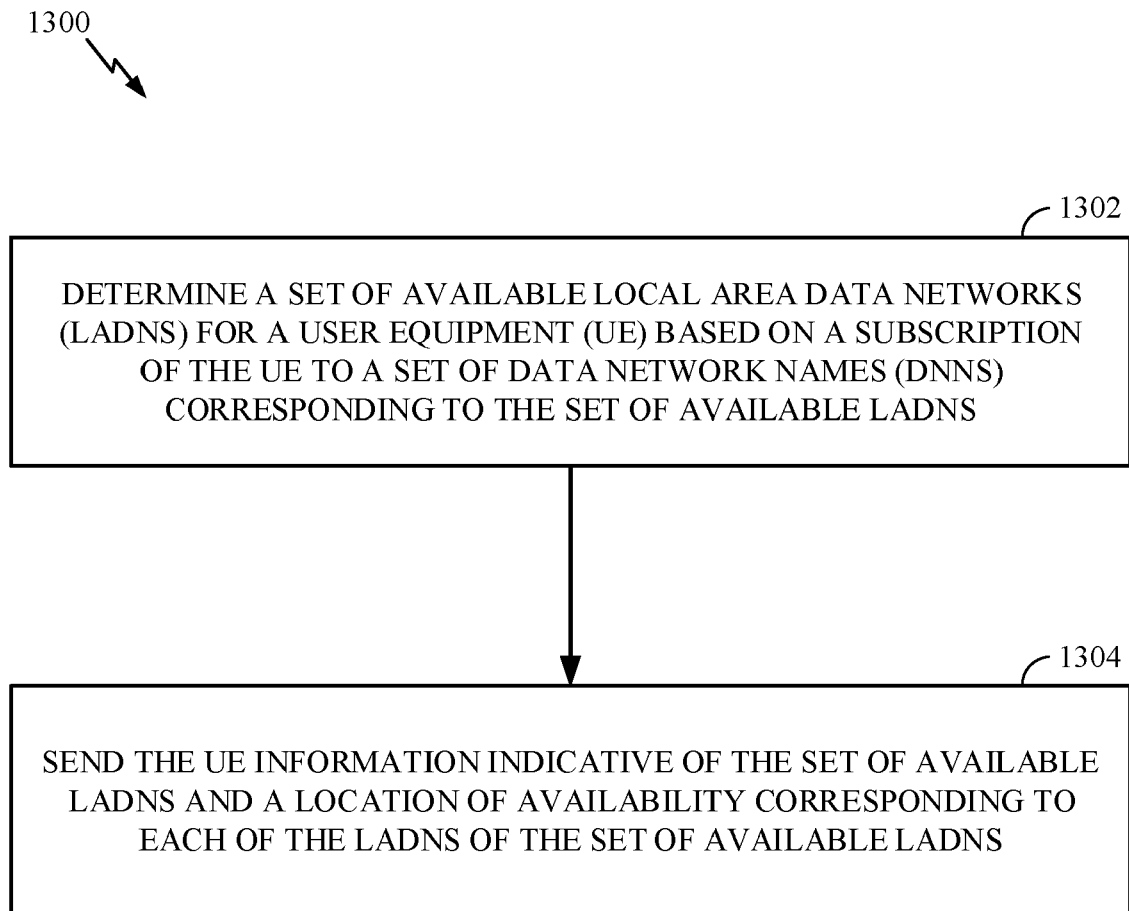 1300
1302
DETERMINE A SET OF AVAILABLE LOCAL AREA DATA NETWORKS
(LADNS) FOR A USER EQUIPMENT (UE) BASED ON A SUBSCRIPTION
OF THE UE TO A SET OF DATA NETWORK NAMES (DNNS)
CORRESPONDING TO THE SET OF AVAILABLE LADNS
1304
SEND THE UE INFORMATION INDICATIVE OF THE SET OF AVAILABLE
LADNS AND A LOCATION OF AVAILABILITY CORRESPONDING TO
EACH OF THE LADNS OF THE SET OF AVAILABLE LADNS